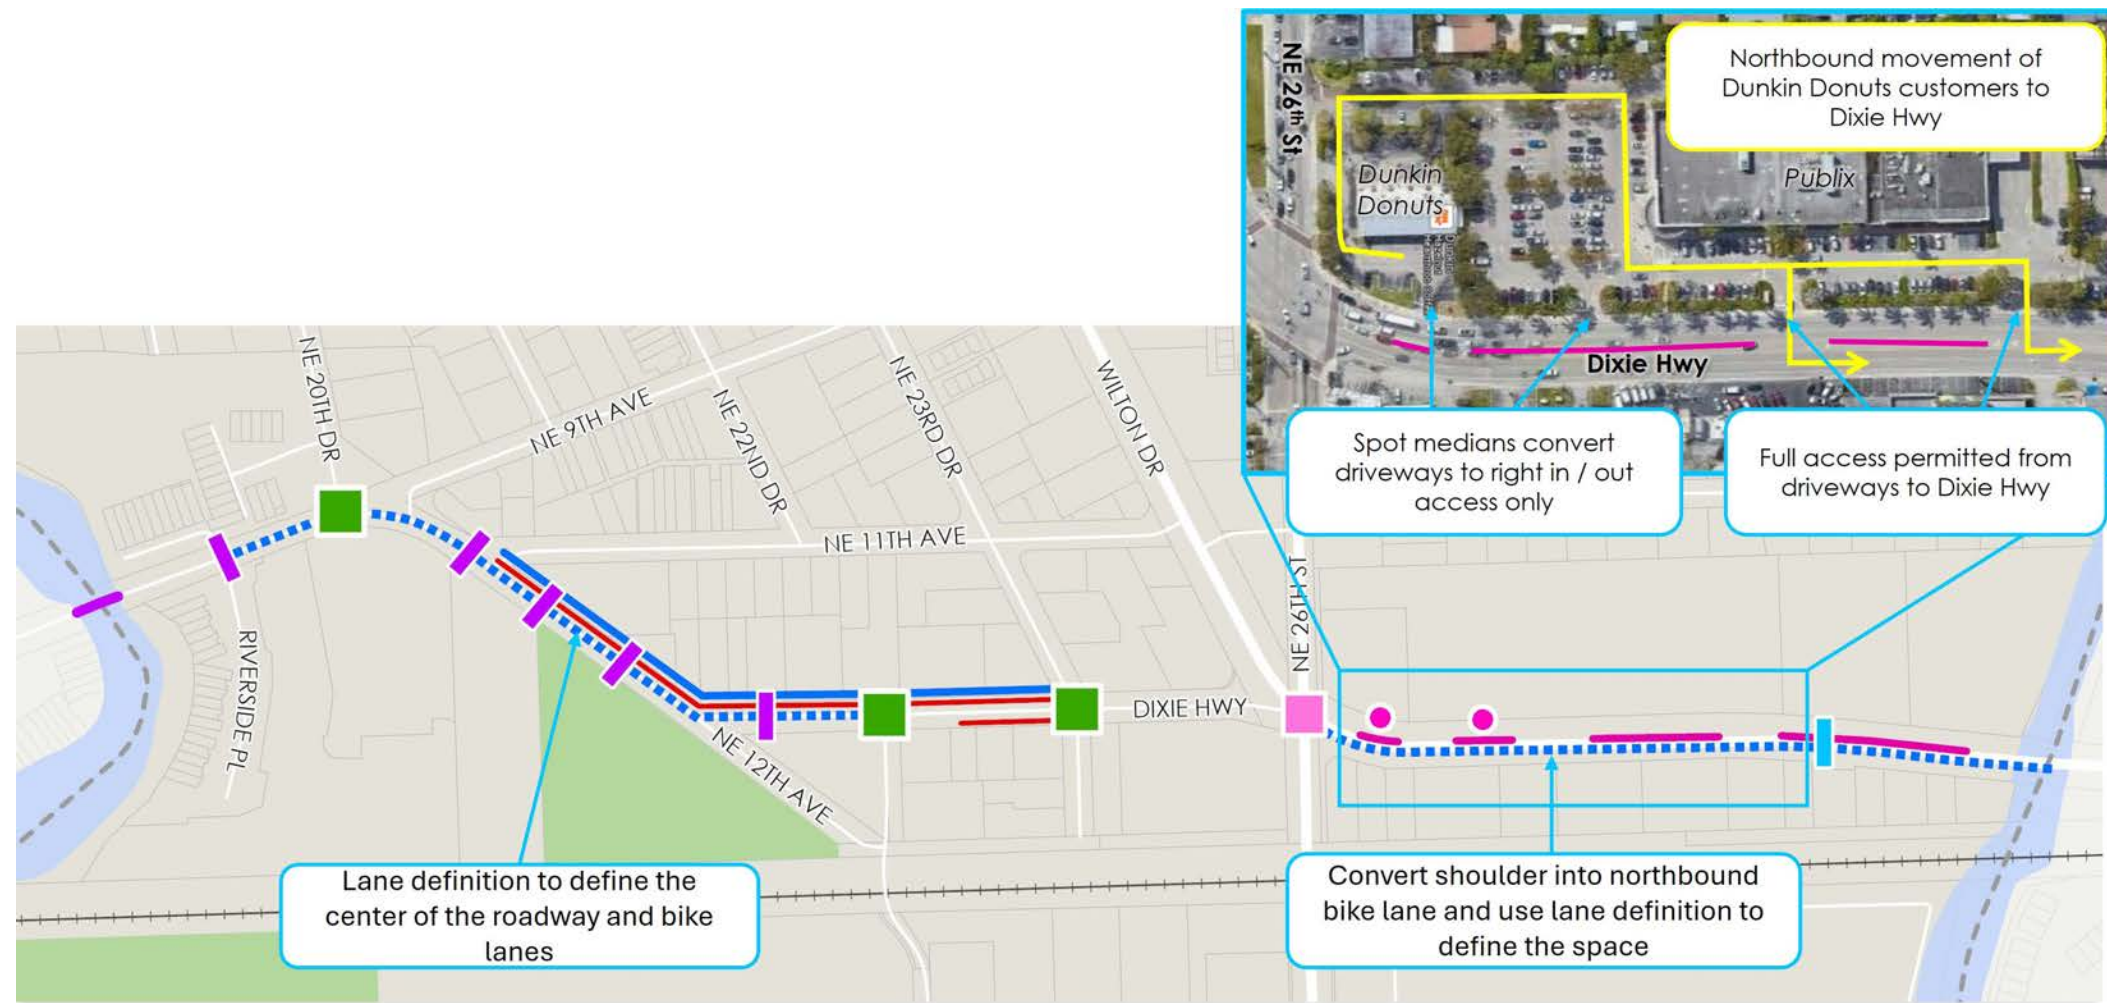 Northbound movement of
Dunkin Donuts customers to
Dixie Hwy
NE 26th St
Dunkin
Donuts
Publix
Dixie Hwy
Spot medians convert
driveways to right in / out
access only
Full access permitted from
driveways to Dixie Hwy
NE 20TH DR
NE 9TH AVE
NE 22ND DR
NE 23RD DR
WILTON DR
NE 11TH AVE
NE 26TH ST
RIVERSIDE PL
DIXIE HWY
NE 12TH AVE
Lane definition to define the
center of the roadway and bike
lanes
Convert shoulder into northbound
bike lane and use lane definition to
define the space